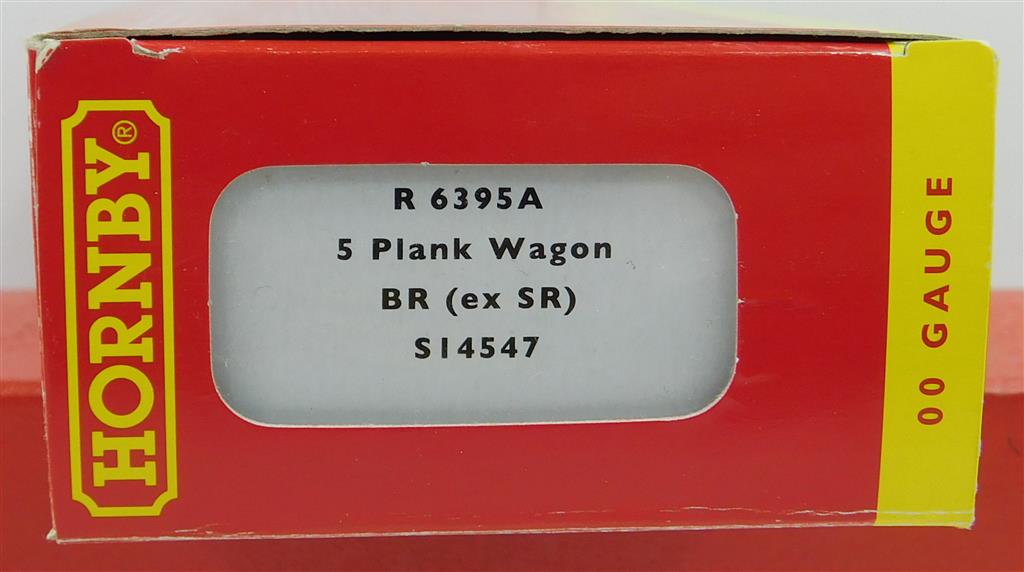 HORNBY®
R 6395A
5 Plank Wagon
BR (ex SR)
S14547
00 GAUGE